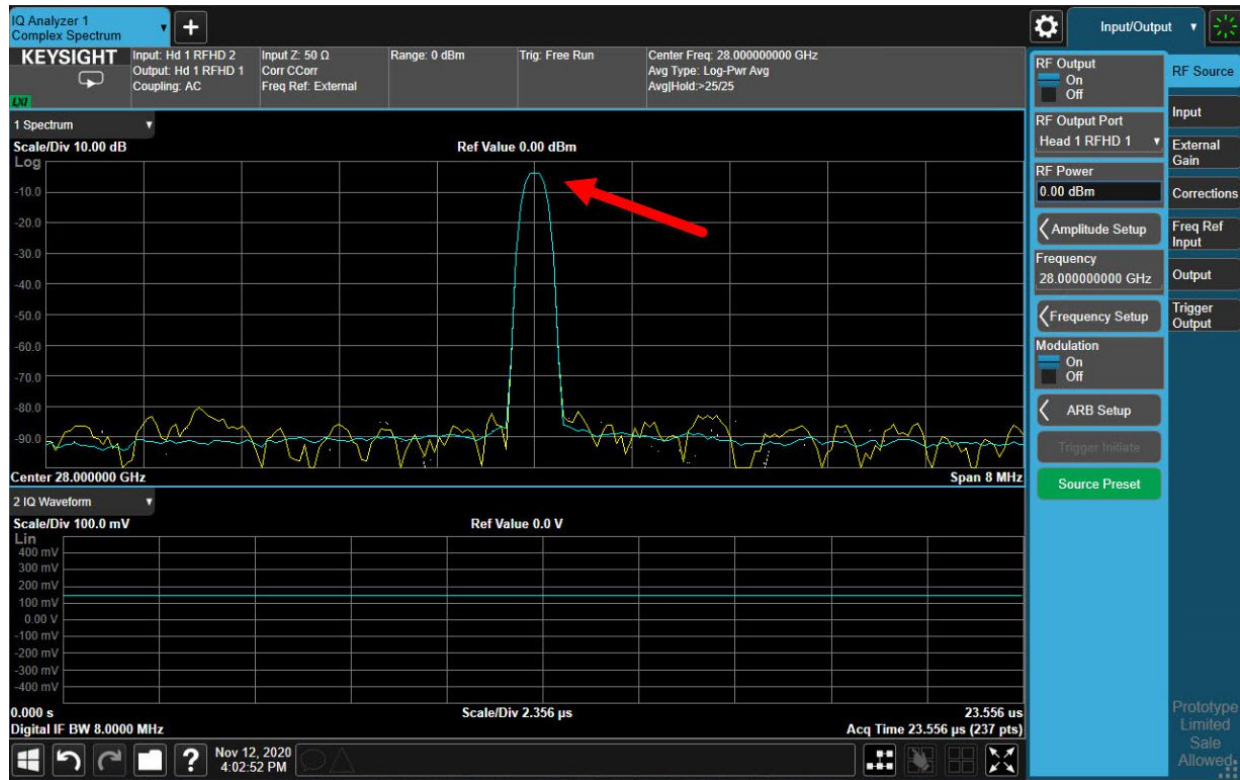 IQ Analyzer 1
Complex Spectrum
+
Input/Output
KEYSIGHT
LXI
Input: Hd 1 RFHD 2
Output: Hd 1 RFHD 1
Coupling: AC
Input Z: 50 Ω
Corr CCorr
Freq Ref: External
Range: 0 dBm
Trig: Free Run
Center Freq: 28.000000000 GHz
Avg Type: Log-Pwr Avg
Avg|Hold:>25/25
1 Spectrum
Scale/Div 10.00 dB
Ref Value 0.00 dBm
Log
-10.0
-20.0
-30.0
-40.0
-50.0
-60.0
-70.0
-80.0
-90.0
Center 28.000000 GHz
Span 8 MHz
2 IQ Waveform
Scale/Div 100.0 mV
Ref Value 0.0 V
Lin
400 mV
300 mV
200 mV
100 mV
0.00 V
-100 mV
-200 mV
-300 mV
-400 mV
0.000 s
Scale/Div 2.356 µs
23.556 us
Digital IF BW 8.0000 MHz
Acq Time 23.556 µs (237 pts)
?
Nov 12, 2020
4:02:52 PM
RF Output
On
Off
RF Output Port
Head 1 RFHD 1
RF Power
0.00 dBm
Amplitude Setup
Frequency
28.000000000 GHz
Frequency Setup
Modulation
On
Off
ARB Setup
Trigger Initiate
Source Preset
RF Source
Input
External
Gain
Corrections
Freq Ref
Input
Output
Trigger
Output
Prototype
Limited
Sale
Allowed